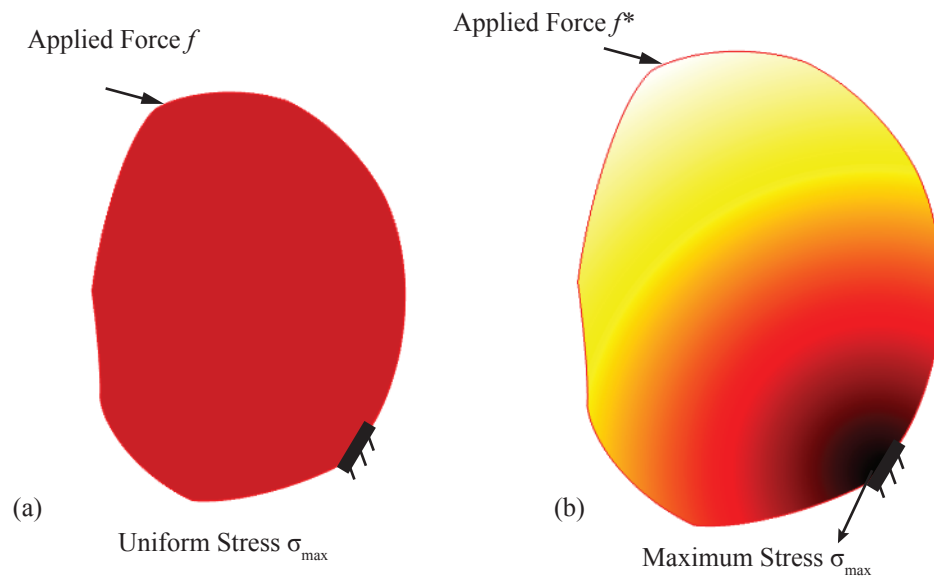 Applied Force f
Applied Force f*
(a)
Uniform Stress σmax
(b)
Maximum Stress σmax